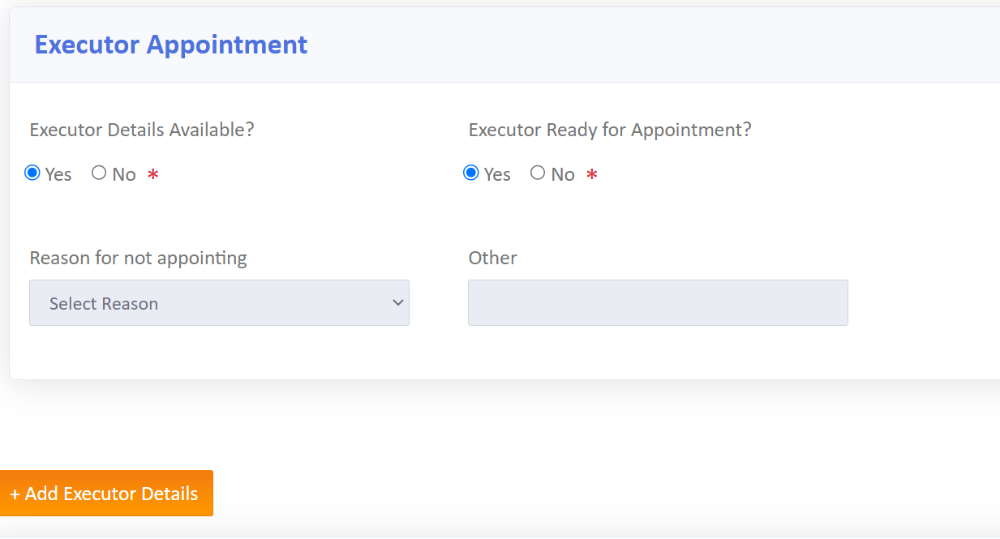 Executor Appointment
Executor Details Available?
Executor Ready for Appointment?
Yes No *
Yes No *
Reason for not appointing
Other
Select Reason
+ Add Executor Details